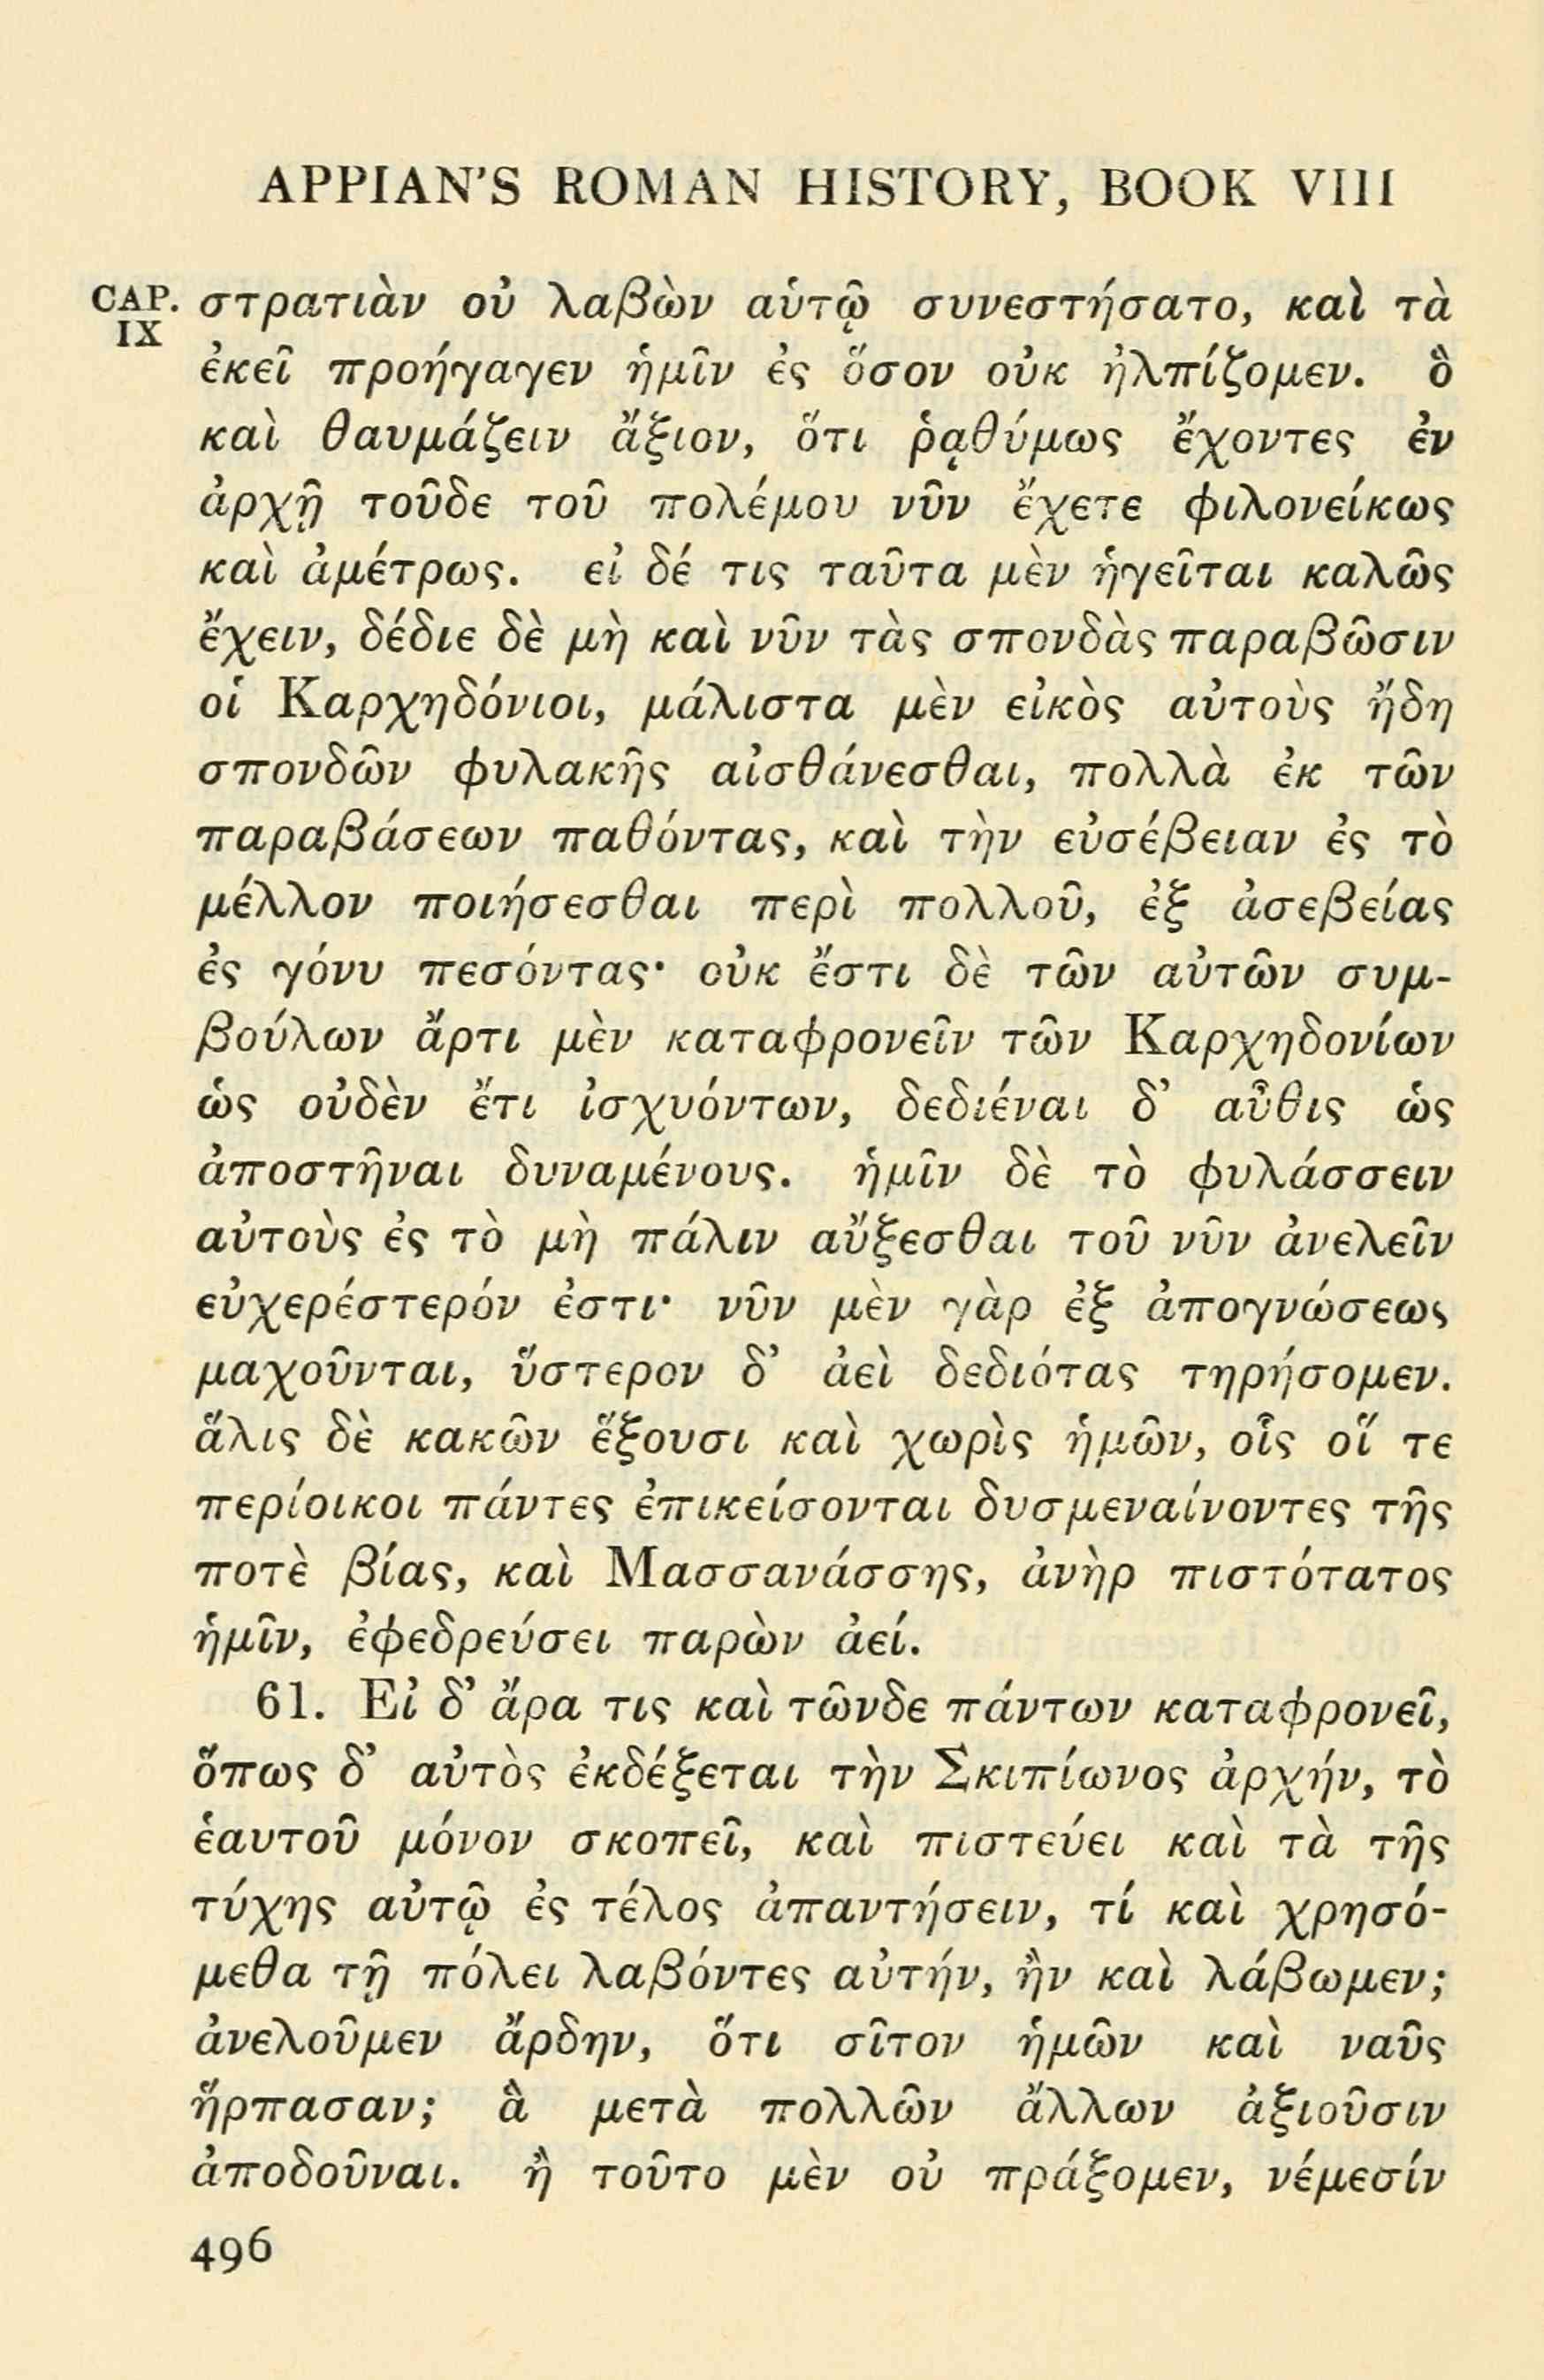 APPIAN'S ROMAN HISTORY, BOOK VIII
CAP. IX
στρατιὰν οὐ λαβὼν αὑτῷ συνεστήσατο, καὶ τὰ
ἐκεῖ προήγαγεν ἡμῖν ἐς ὅσον οὐκ ἠλπίζομεν. ὃ
καὶ θαυμάζειν ἄξιον, ὅτι ῥᾳθύμως ἔχοντες ἐν
ἀρχῇ τοῦδε τοῦ πολέμου νῦν ἔχετε φιλονείκως
καὶ ἀμέτρως. εἰ δέ τις ταῦτα μὲν ἡγεῖται καλῶς
ἔχειν, δέδιε δὲ μὴ καὶ νῦν τὰς σπονδὰς παραβῶσιν
οἱ Καρχηδόνιοι, μάλιστα μὲν εἰκὸς αὐτοὺς ἤδη
σπονδῶν φυλακῆς αἰσθάνεσθαι, πολλὰ ἐκ τῶν
παραβάσεων παθόντας, καὶ τὴν εὐσέβειαν ἐς τὸ
μέλλον ποιήσεσθαι περὶ πολλοῦ, ἐξ ἀσεβείας
ἐς γόνυ πεσόντας· οὐκ ἔστι δὲ τῶν αὐτῶν συμ-
βούλων ἄρτι μὲν καταφρονεῖν τῶν Καρχηδονίων
ὡς οὐδὲν ἔτι ἰσχυόντων, δεδιέναι δ’ αὖθις ὡς
ἀποστῆναι δυναμένους. ἡμῖν δὲ τὸ φυλάσσειν
αὐτοὺς ἐς τὸ μὴ πάλιν αὔξεσθαι τοῦ νῦν ἀνελεῖν
εὐχερέστερόν ἐστι· νῦν μὲν γὰρ ἐξ ἀπογνώσεως
μαχοῦνται, ὕστερον δ’ ἀεὶ δεδιότας τηρήσομεν.
ἅλις δὲ κακῶν ἕξουσι καὶ χωρὶς ἡμῶν, οἷς οἵ τε
περίοικοι πάντες ἐπικείσονται δυσμεναίνοντες τῆς
ποτὲ βίας, καὶ Μασσανάσσης, ἀνὴρ πιστότατος
ἡμῖν, ἐφεδρεύσει παρὼν ἀεί.
61. Εἰ δ’ ἄρα τις καὶ τῶνδε πάντων καταφρονεῖ,
ὅπως δ’ αὐτὸς ἐκδέξεται τὴν Σκιπίωνος ἀρχήν, τὸ
ἑαυτοῦ μόνον σκοπεῖ, καὶ πιστεύει καὶ τὰ τῆς
τύχης αὐτῷ ἐς τέλος ἀπαντήσειν, τί καὶ χρησό-
μεθα τῇ πόλει λαβόντες αὐτήν, ἢν καὶ λάβωμεν;
ἀνελοῦμεν ἄρδην, ὅτι σῖτον ἡμῶν καὶ ναῦς
ἥρπασαν; ἃ μετὰ πολλῶν ἄλλων ἀξιοῦσιν
ἀποδοῦναι. ἢ τοῦτο μὲν οὐ πράξομεν, νέμεσίν
496